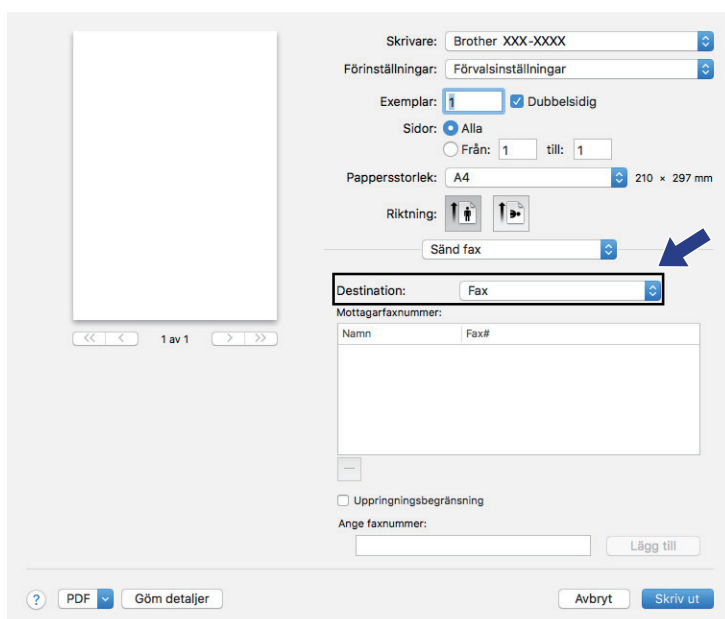 Skrivare: Brother XXX-XXXX
Förinställningar: Förvalsinställningar
Exemplar: 1 Dubbelsidig
Sidor: Alla
Från: 1 till: 1
Pappersstorlek: A4 210 × 297 mm
Riktning:
Sänd fax
Destination: Fax
Mottagarfaxnummer:
Namn Fax#
<< < 1 av 1 > >>
—
Uppringningsbegränsning
Ange faxnummer:
Lägg till
? PDF Göm detaljer Avbryt Skriv ut